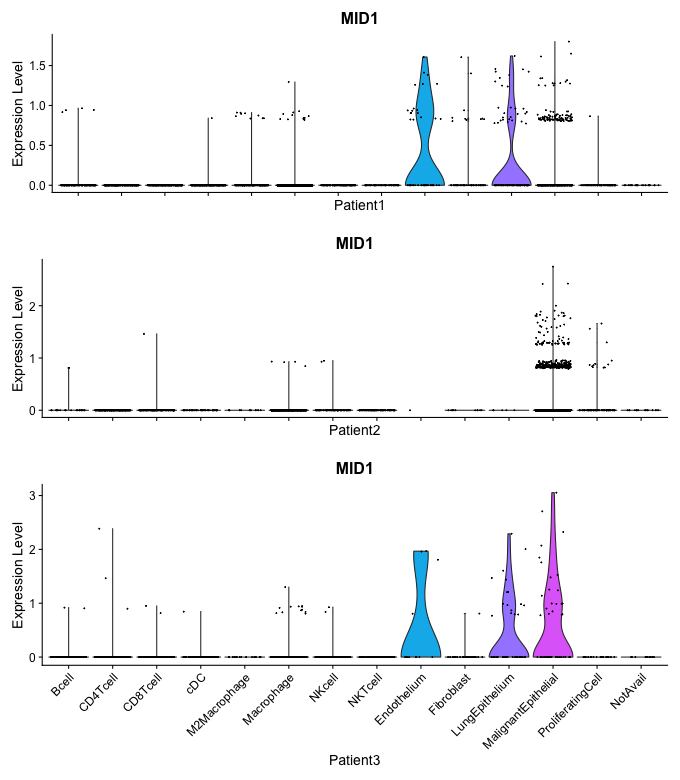 MID1
Expression Level
1.5
1.0
0.5
0.0
Patient1
MID1
Expression Level
2
1
0
Patient2
MID1
Expression Level
3
2
1
0
Bcell
CD4Tcell
CD8Tcell
cDC
M2Macrophage
Macrophage
NKcell
NKTcell
Endothelium
Fibroblast
LungEpithelium
MalignantEpithelial
ProliferatingCell
NotAvail
Patient3